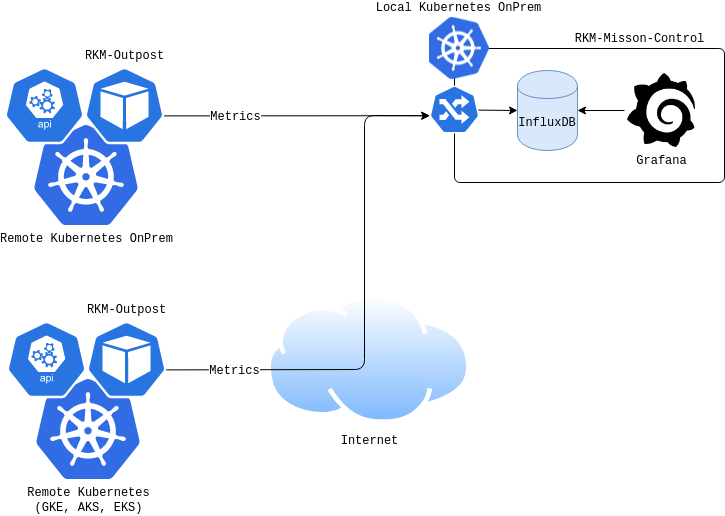 Local Kubernetes OnPrem
RKM-Misson-Control
RKM-Outpost
api
Metrics
InfluxDB
Grafana
Remote Kubernetes OnPrem
RKM-Outpost
api
Metrics
Internet
Remote Kubernetes
(GKE, AKS, EKS)